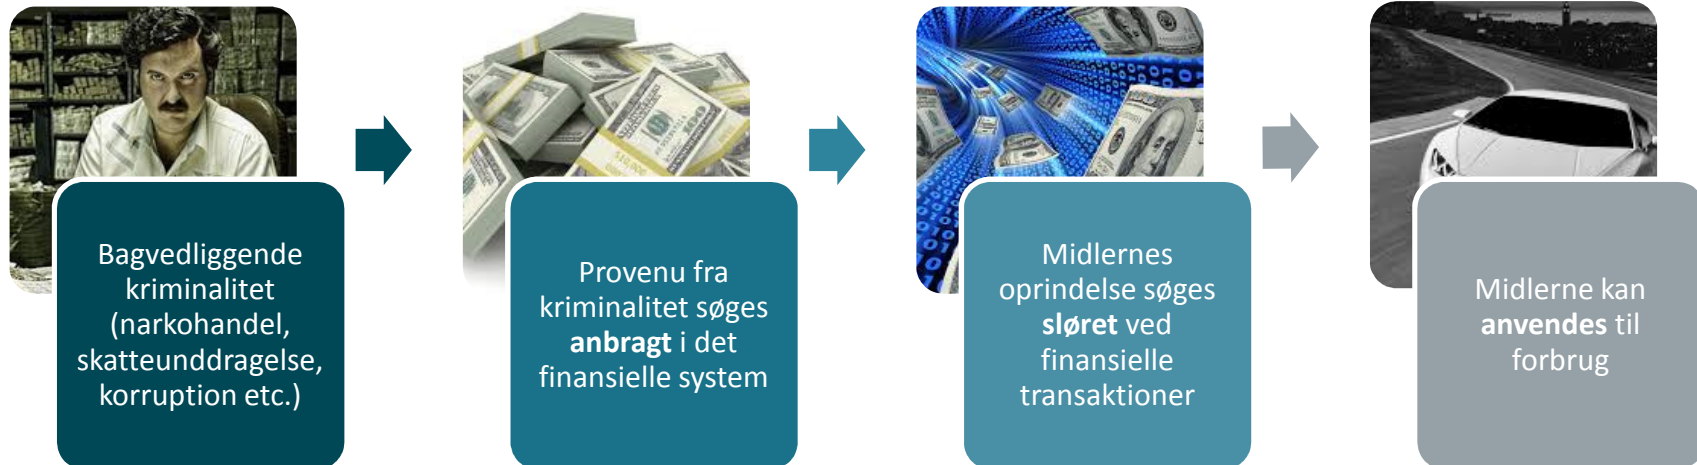 Bagvedliggende
kriminalitet
(narkohandel,
skatteunddragelse,
korruption etc.)
Provenu fra
kriminalitet søges
anbragt i det
finansielle system
Midlernes
oprindelse søges
sløret ved
finansielle
transaktioner
Midlerne kan
anvendes til
forbrug